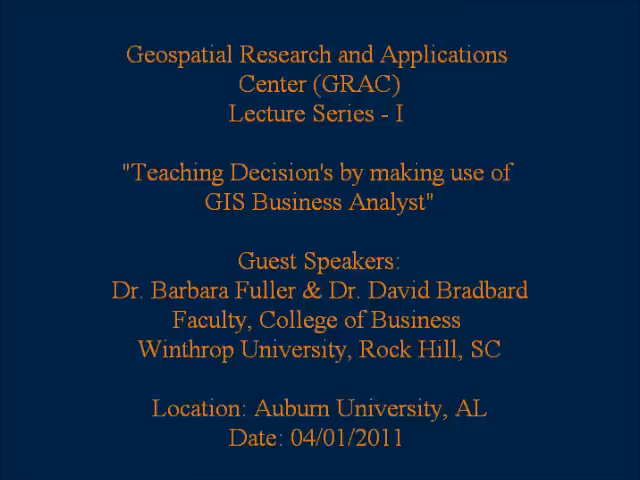 Geospatial Research and Applications
Center (GRAC)
Lecture Series - I
"Teaching Decision's by making use of
GIS Business Analyst"
Guest Speakers:
Dr. Barbara Fuller & Dr. David Bradbard
Faculty, College of Business
Winthrop University, Rock Hill, SC
Location: Auburn University, AL
Date: 04/01/2011